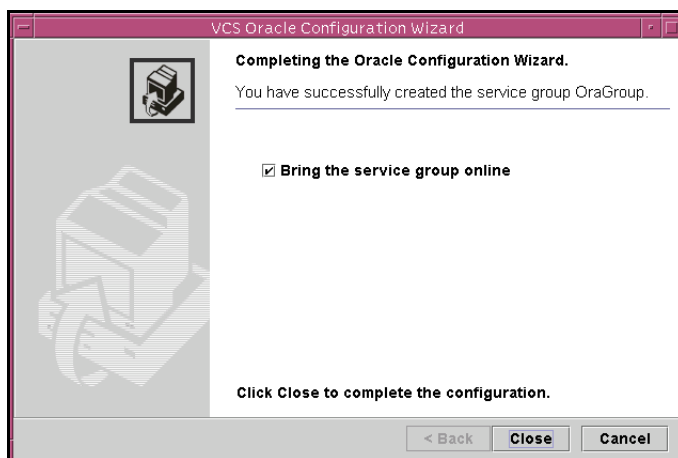 VCS Oracle Configuration Wizard
Completing the Oracle Configuration Wizard.
You have successfully created the service group OraGroup.
Bring the service group online
Click Close to complete the configuration.
< Back Close Cancel